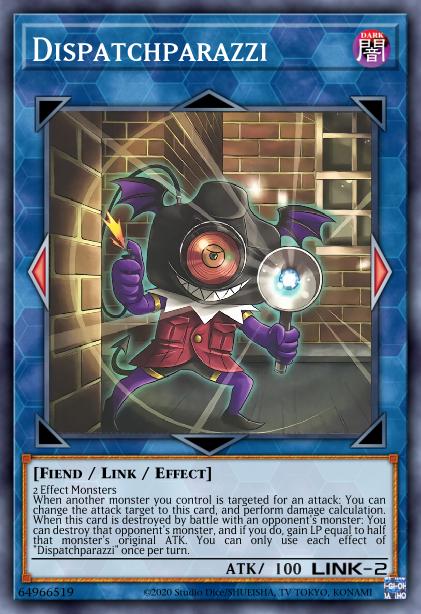 DISPATCHPARAZZI
DARK
闇
[FIEND / LINK / EFFECT]
2 Effect Monsters
When another monster you control is targeted for an attack: You can
change the attack target to this card, and perform damage calculation.
When this card is destroyed by battle with an opponent's monster: You
can destroy that opponent's monster, and if you do, gain LP equal to half
that monster's original ATK. You can only use each effect of
"Dispatchparazzi" once per turn.
ATK/ 100 LINK-2
64966519 ©2020 Studio Dice/SHUEISHA, TV TOKYO, KONAMI